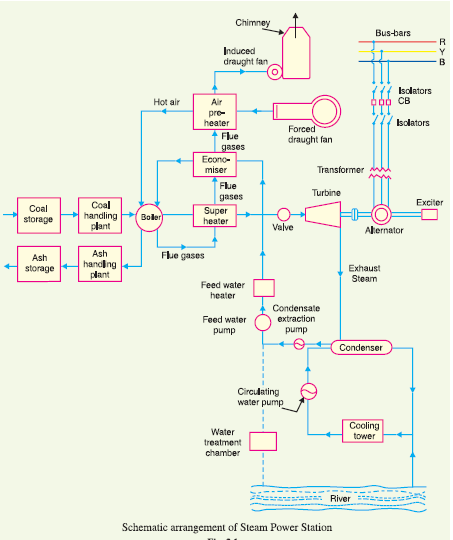 Chimney
Bus-bars
R
Y
B
Induced
draught fan
Isolators
CB
Isolators
Hot air
Air
pre-
heater
Forced
draught fan
Flue
gases
Econo-
miser
Transformer
Flue
gases
Turbine
Exciter
Coal
storage
Coal
handling
plant
Boiler
Super
heater
Valve
Alternator
Ash
storage
Ash
handling
plant
Flue gases
Exhaust
Steam
Feed water
heater
Condensate
extraction
pump
Feed water
pump
Condenser
Circulating
water pump
Cooling
tower
Water
treatment
chamber
River
Schematic arrangement of Steam Power Station